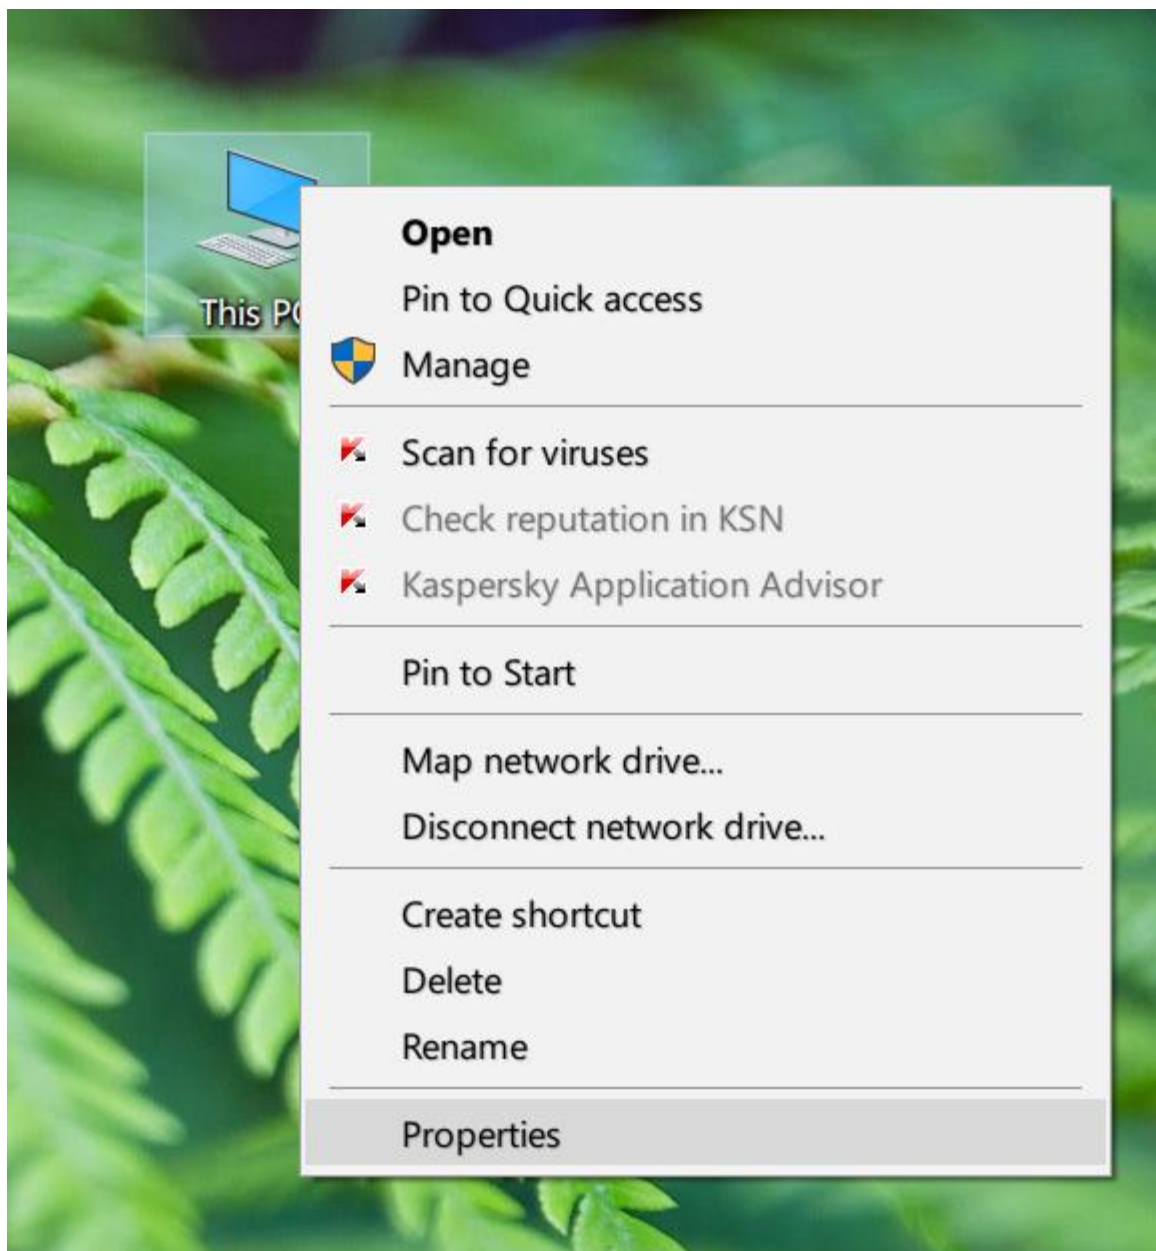 This PC
Open
Pin to Quick access
Manage
Scan for viruses
Check reputation in KSN
Kaspersky Application Advisor
Pin to Start
Map network drive...
Disconnect network drive...
Create shortcut
Delete
Rename
Properties